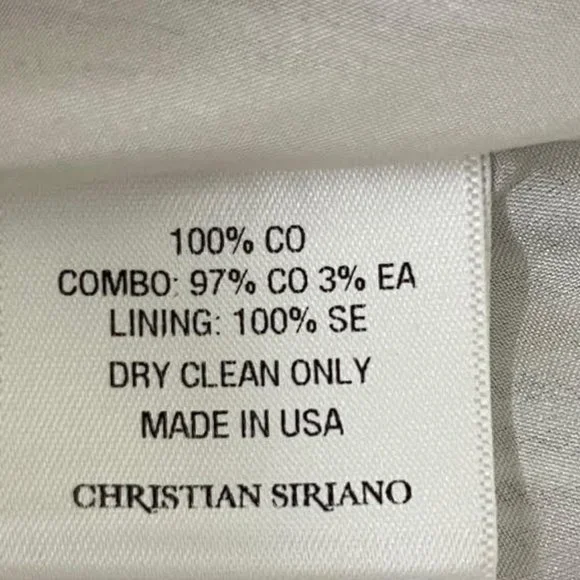 100% CO
COMBO: 97% CO 3% EA
LINING: 100% SE
DRY CLEAN ONLY
MADE IN USA
CHRISTIAN SIRIANO